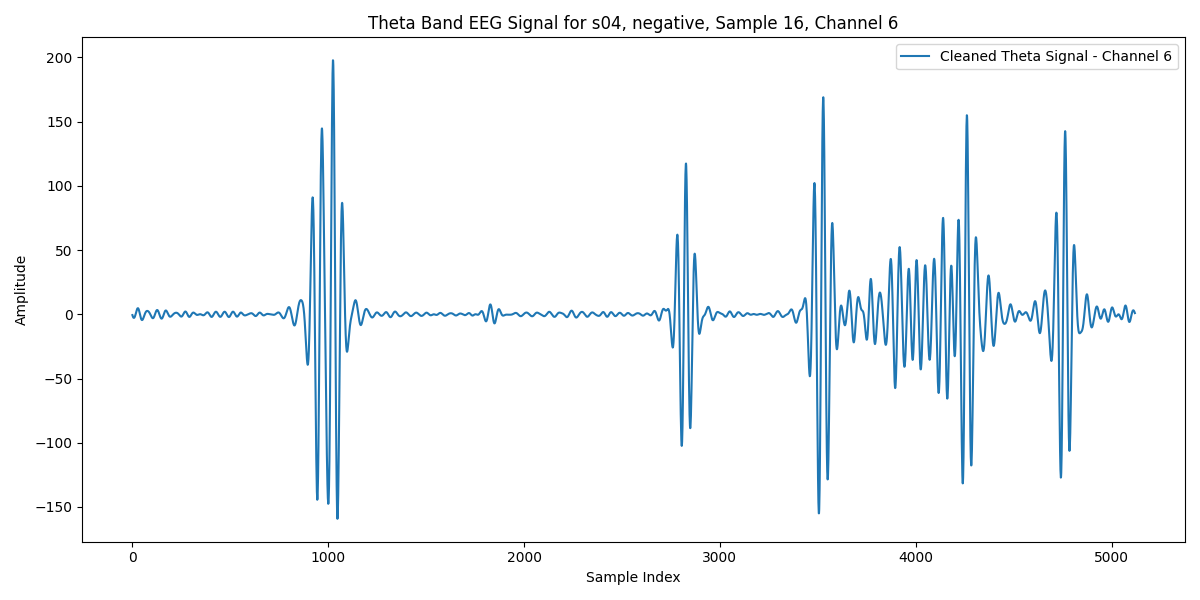 Theta Band EEG Signal for s04, negative, Sample 16, Channel 6
Cleaned Theta Signal - Channel 6
Amplitude
200
150
100
50
0
−50
−100
−150
0 1000 2000 3000 4000 5000
Sample Index